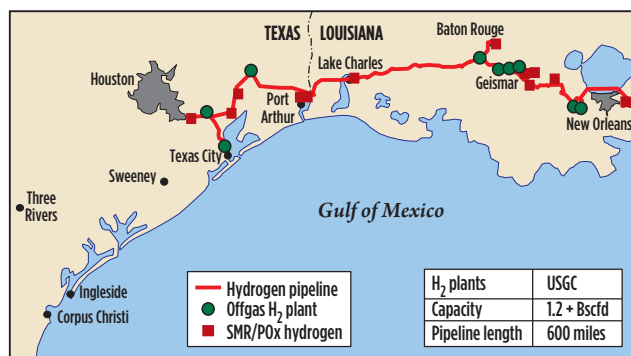 TEXAS
LOUISIANA
Baton Rouge
Lake Charles
Houston
Geismar
Port
Arthur
New Orleans
Texas City
Sweeney
Three
Rivers
Gulf of Mexico
Ingleside
Corpus Christi
Hydrogen pipeline
Offgas H₂ plant
SMR/POx hydrogen
H₂ plants USGC
Capacity 1.2 + Bscfd
Pipeline length 600 miles